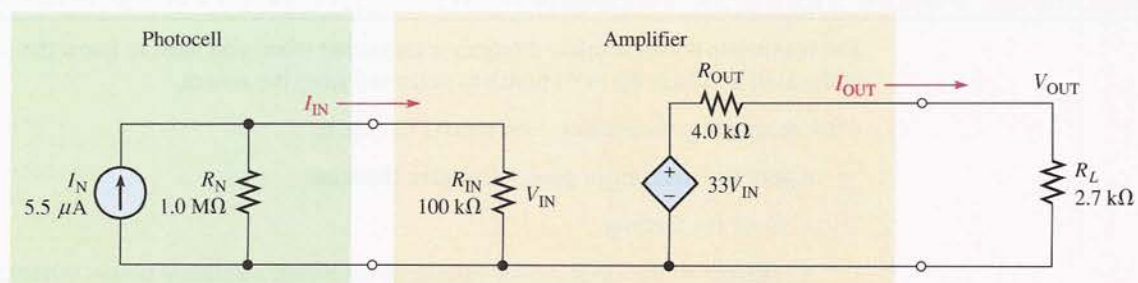 Photocell
Amplifier
I_IN
R_OUT
4.0 kΩ
I_OUT
V_OUT
I_N
5.5 μA
R_N
1.0 MΩ
R_IN
100 kΩ
V_IN
+
−
33V_IN
R_L
2.7 kΩ